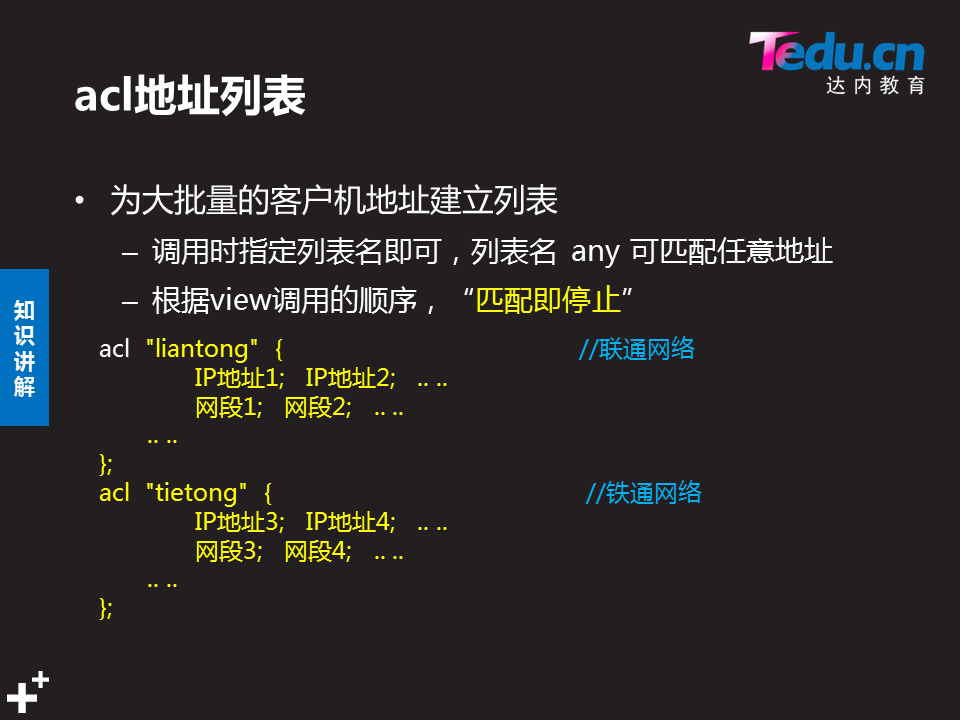 Tedu.cn
达内教育
acl地址列表
• 为大批量的客户机地址建立列表
– 调用时指定列表名即可，列表名 any 可匹配任意地址
– 根据view调用的顺序，“匹配即停止”
知识讲解
acl "liantong" { //联通网络
IP地址1; IP地址2; .. ..
网段1; 网段2; .. ..
.. ..
};
acl "tietong" { //铁通网络
IP地址3; IP地址4; .. ..
网段3; 网段4; .. ..
.. ..
};